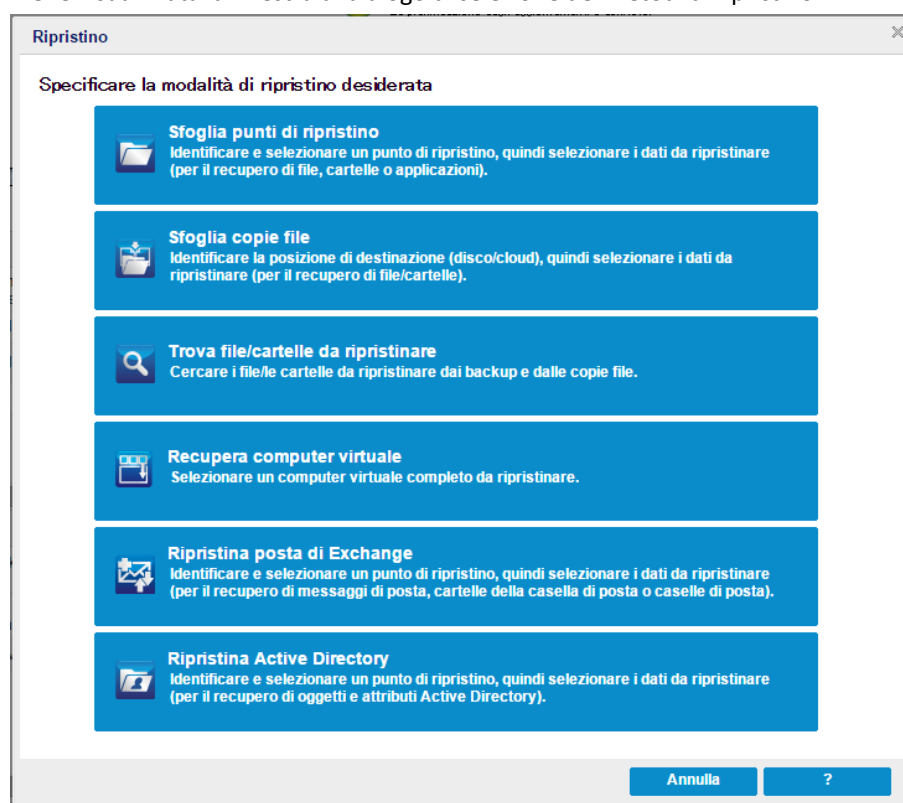 Ripristino
Specificare la modalità di ripristino desiderata
Sfoglia punti di ripristino
Identificare e selezionare un punto di ripristino, quindi selezionare i dati da ripristinare
(per il recupero di file, cartelle o applicazioni).
Sfoglia copie file
Identificare la posizione di destinazione (disco/cloud), quindi selezionare i dati da
ripristinare (per il recupero di file/cartelle).
Trova file/cartelle da ripristinare
Cercare i file/le cartelle da ripristinare dai backup e dalle copie file.
Recupera computer virtuale
Selezionare un computer virtuale completo da ripristinare.
Ripristina posta di Exchange
Identificare e selezionare un punto di ripristino, quindi selezionare i dati da ripristinare
(per il recupero di messaggi di posta, cartelle della casella di posta o caselle di posta).
Ripristina Active Directory
Identificare e selezionare un punto di ripristino, quindi selezionare i dati da ripristinare
(per il recupero di oggetti e attributi Active Directory).
Annulla ?